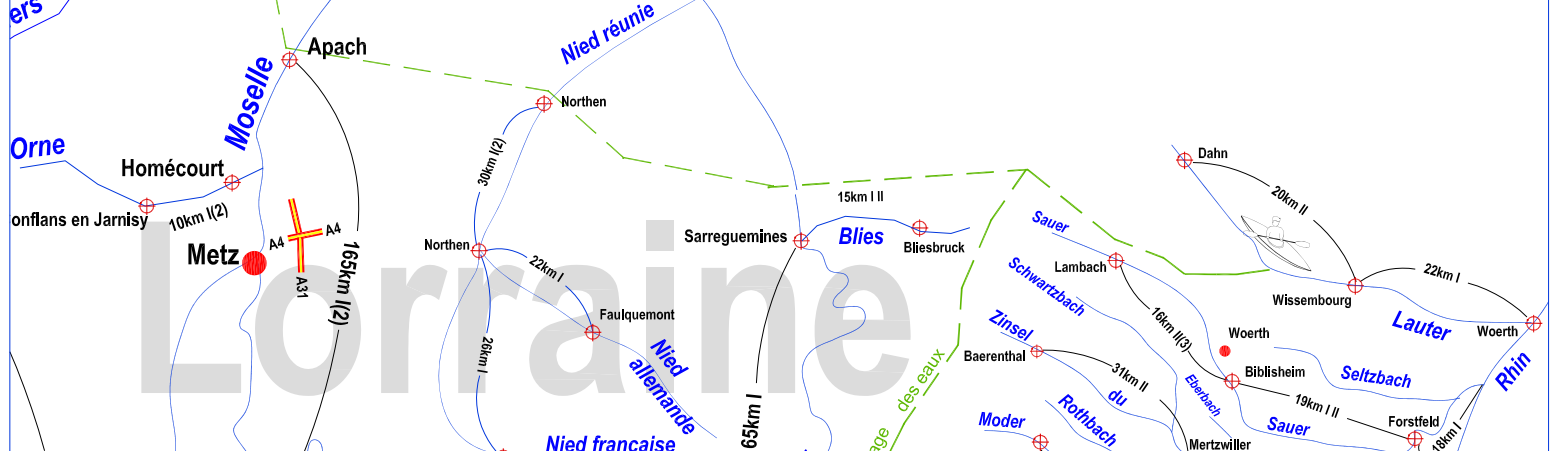 ers
Apach
Nied réunie
Moselle
Northen
Orne
Homécourt
30km I(2)
Dahn
20km II
onflans en Jarnisy
10km I(2)
15km I II
Sauer
A4
A4
Metz
A31
165km I(2)
Northen
22km I
Sarreguemines
Blies
Bliesbruck
Lambach
Schwartzbach
22km I
Wissembourg
Lorraine
Faulquemont
Zinsel
16km II(3)
Woerth
Lauter
Woerth
26km I
Nied
allemande
Baerenthal
31km II
du
Eberbach
Biblisheim
Seltzbach
Rhin
age des eaux
65km I
Moder
Rothbach
19km I II
Sauer
Forstfeld
18km I
Nied française
Mertzwiller